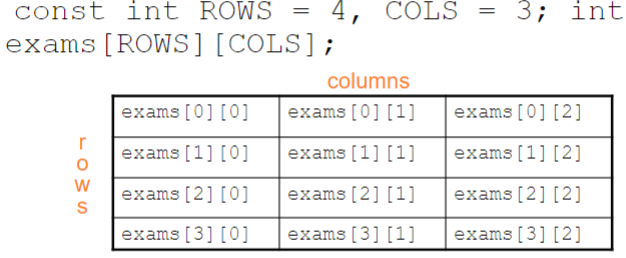 const int ROWS = 4, COLS = 3; int
exams[ROWS][COLS];
columns
rows
exams[0][0] exams[0][1] exams[0][2]
exams[1][0] exams[1][1] exams[1][2]
exams[2][0] exams[2][1] exams[2][2]
exams[3][0] exams[3][1] exams[3][2]